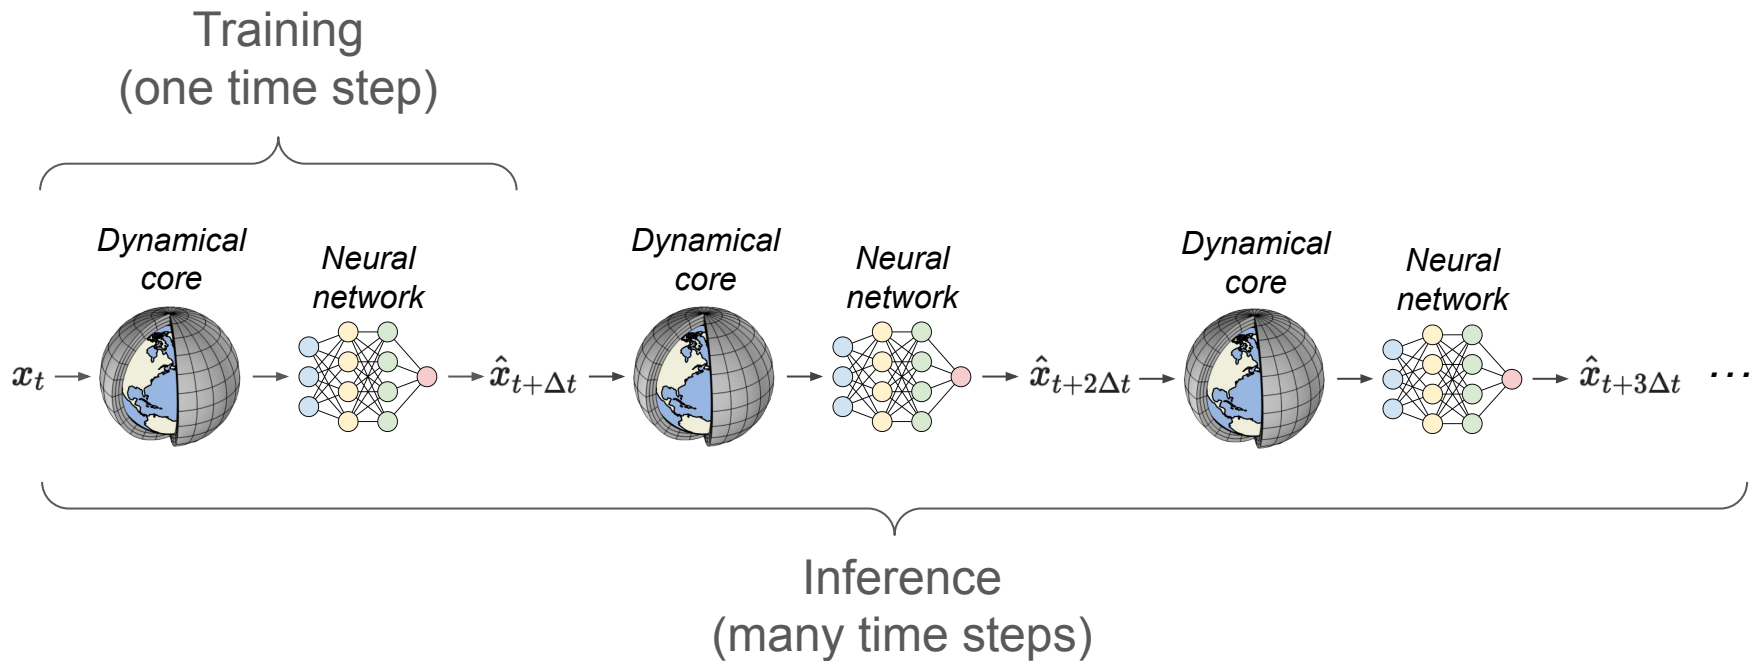 Training
(one time step)
Dynamical
core
Neural
network
Dynamical
core
Neural
network
Dynamical
core
Neural
network
x_t
x̂_{t+Δt}
x̂_{t+2Δt}
x̂_{t+3Δt} ...
Inference
(many time steps)